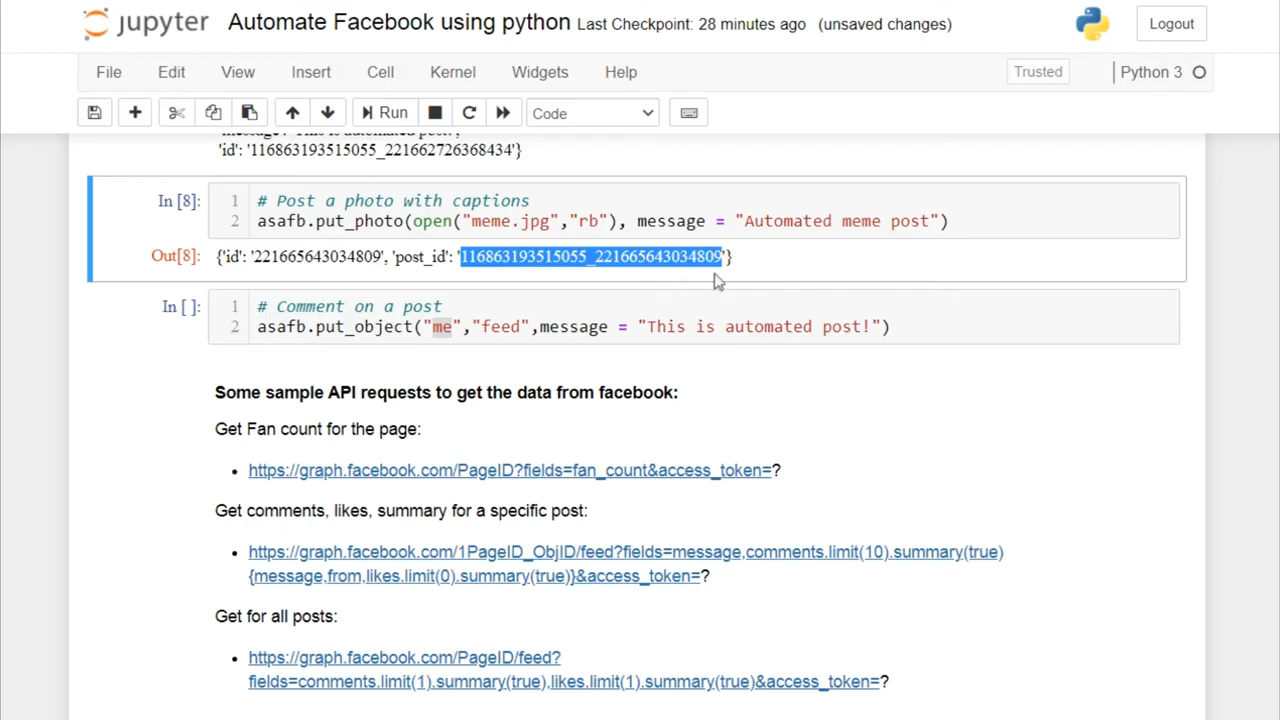 jupyter Automate Facebook using python Last Checkpoint: 28 minutes ago (unsaved changes) Logout
File Edit View Insert Cell Kernel Widgets Help Trusted Python 3
Run Code
'message': 'This is automated post!',
'id': '116863193515055_221662726368434'}
In [8]: 1 # Post a photo with captions
2 asafb.put_photo(open("meme.jpg","rb"), message = "Automated meme post")
Out[8]: {'id': '221665643034809', 'post_id': '116863193515055_221665643034809'}
In [ ]: 1 # Comment on a post
2 asafb.put_object("me","feed",message = "This is automated post!")
Some sample API requests to get the data from facebook:
Get Fan count for the page:
• https://graph.facebook.com/PageID?fields=fan_count&access_token=?
Get comments, likes, summary for a specific post:
• https://graph.facebook.com/1PageID_ObjID/feed?fields=message,comments.limit(10).summary(true)
{message,from,likes.limit(0).summary(true)}&access_token=?
Get for all posts:
• https://graph.facebook.com/PageID/feed?
fields=comments.limit(1).summary(true),likes.limit(1).summary(true)&access_token=?